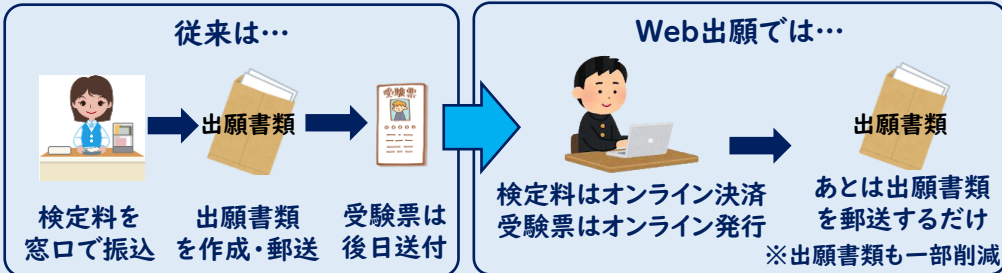 従来は…
出願書類
受験票
検定料を
窓口で振込
出願書類
を作成・郵送
受験票は
後日送付
Web出願では…
出願書類
検定料はオンライン決済
受験票はオンライン発行
あとは出願書類
を郵送するだけ
※出願書類も一部削減